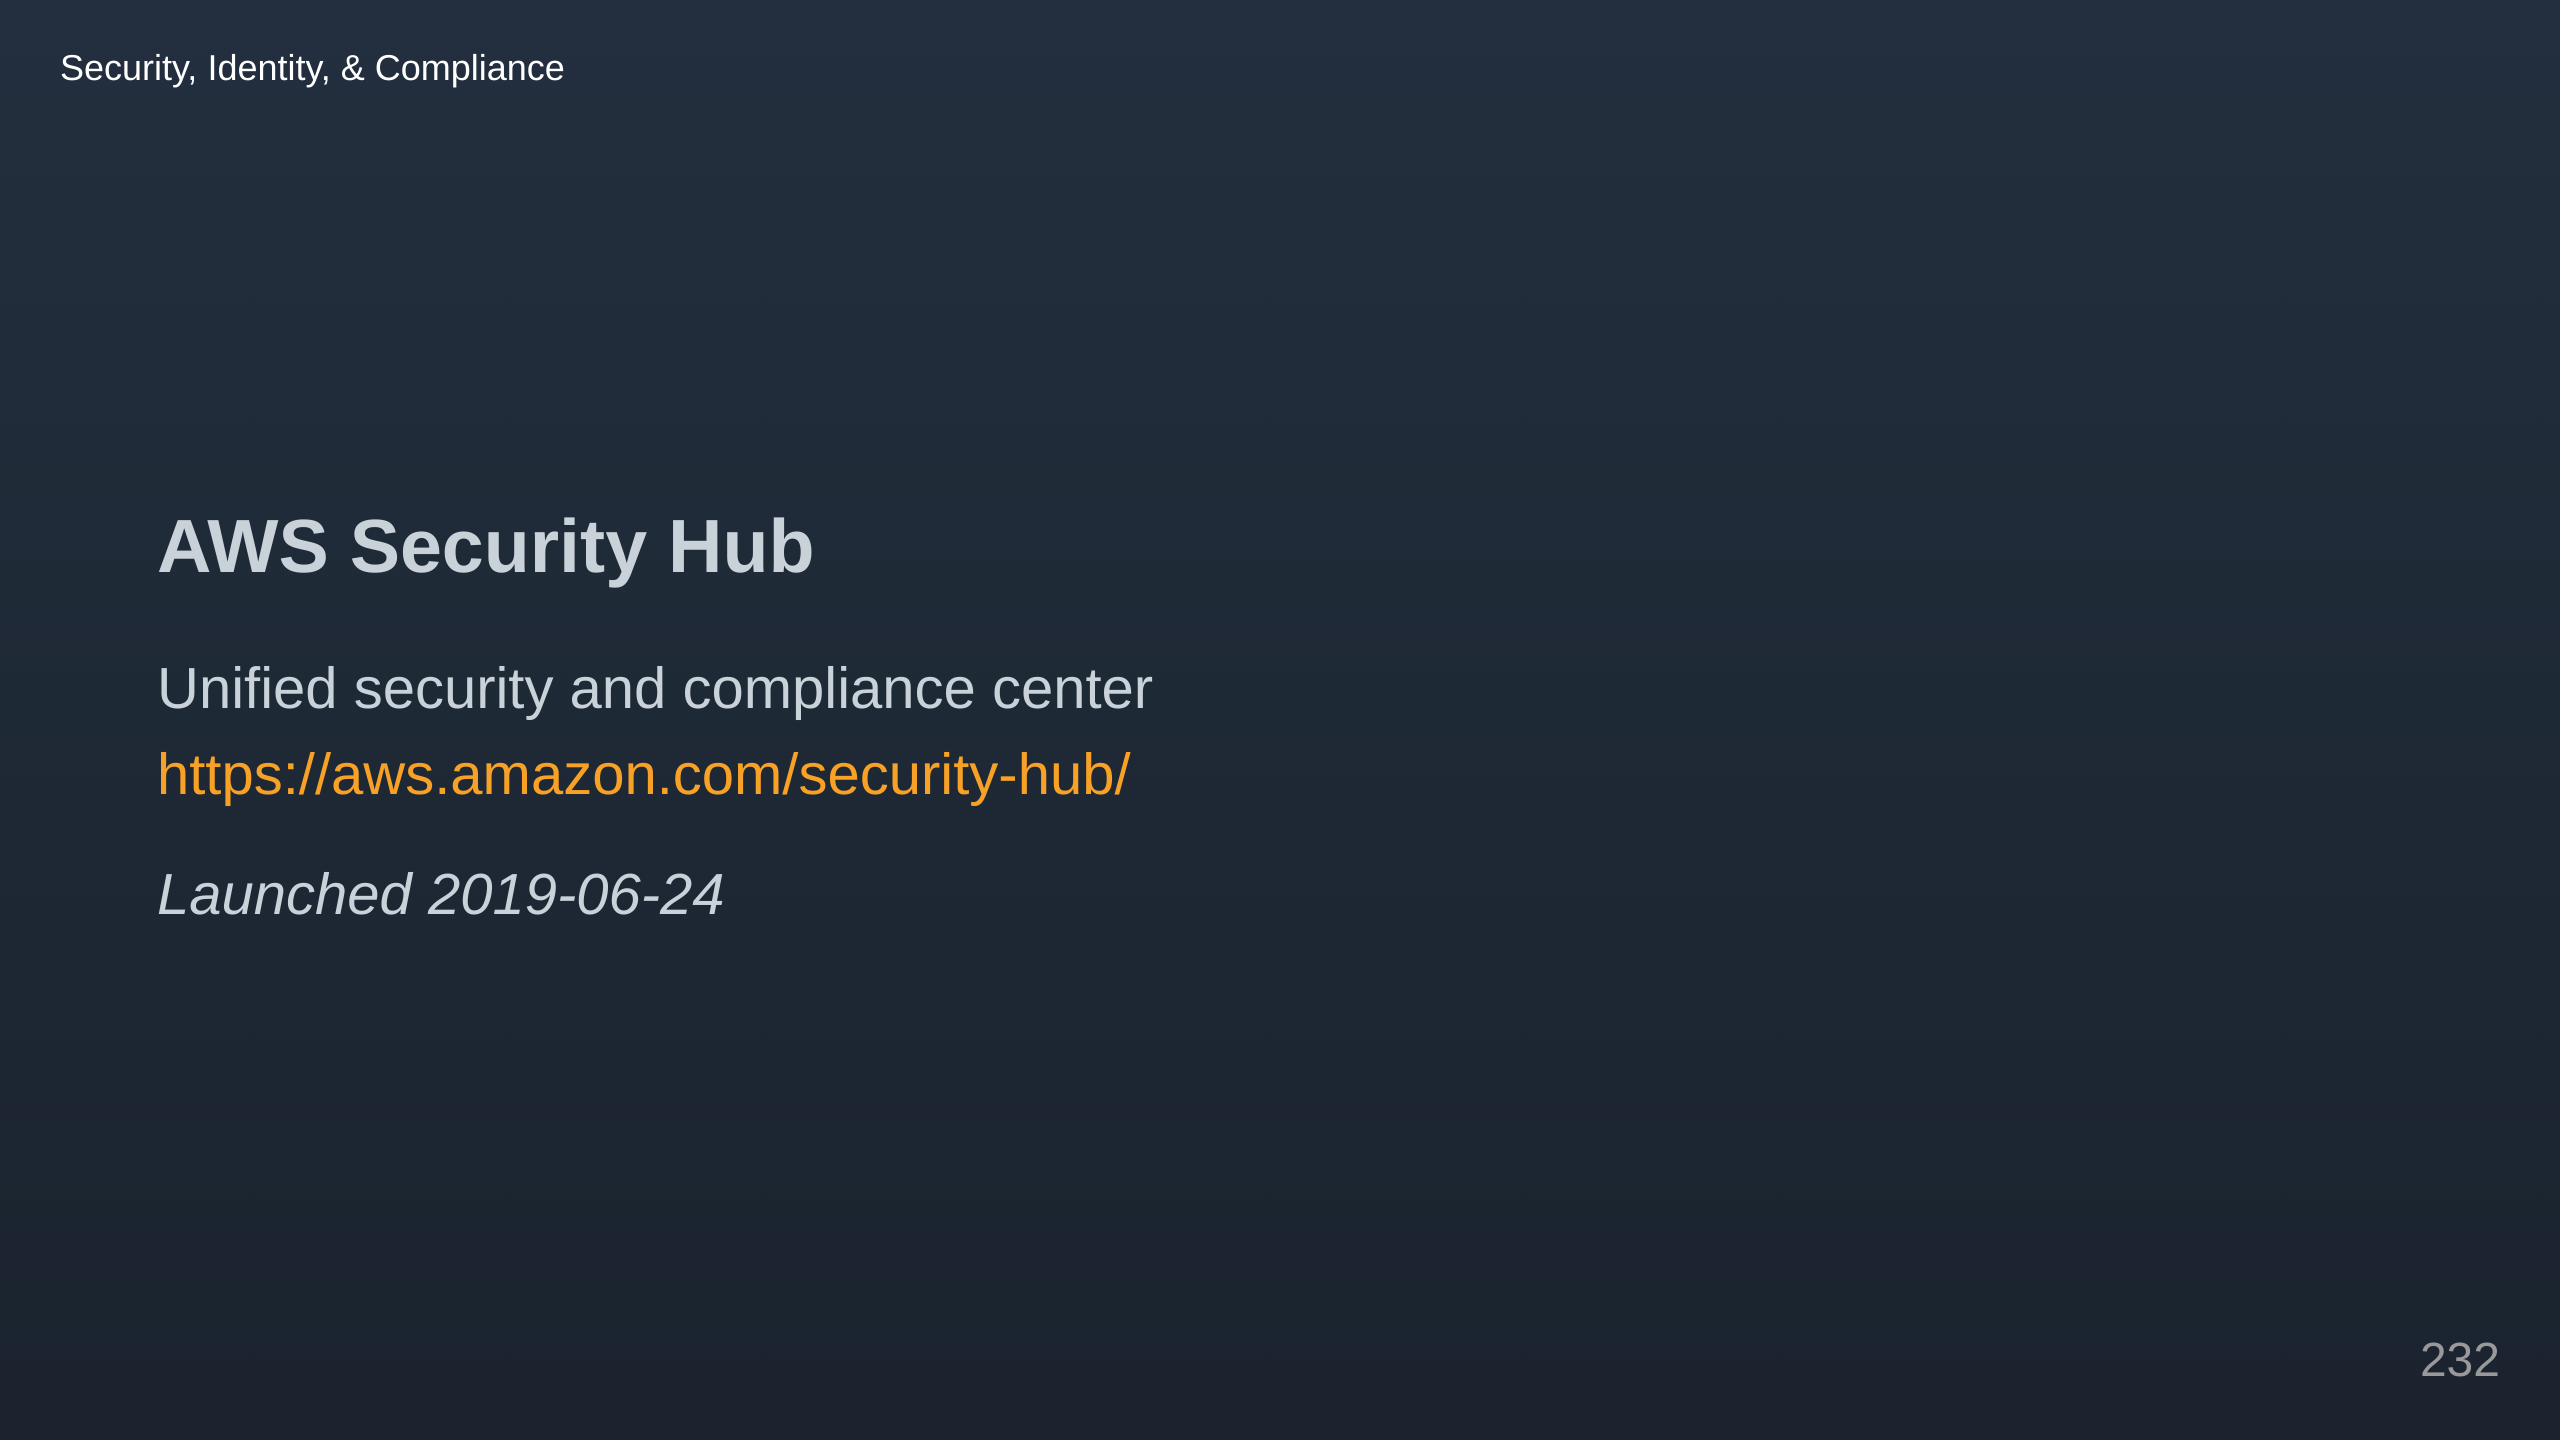 Security, Identity, & Compliance
AWS Security Hub
Unified security and compliance center
https://aws.amazon.com/security-hub/
Launched 2019-06-24
232